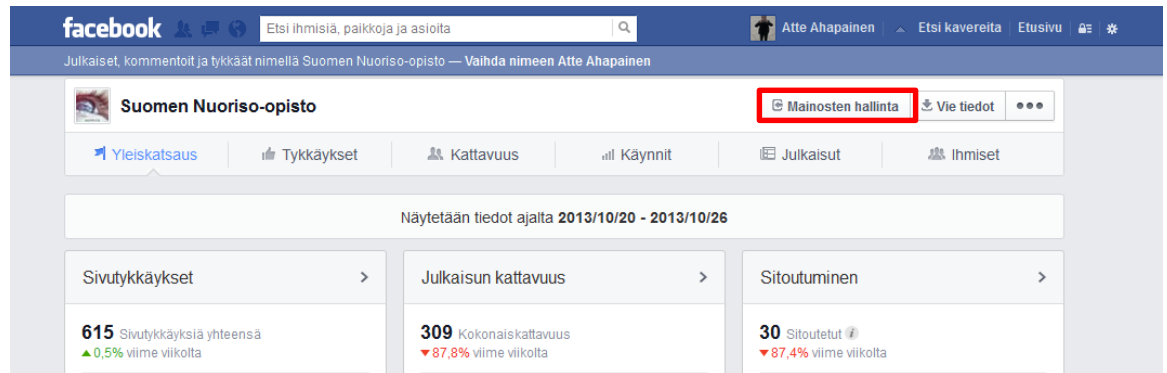 facebook Etsi ihmisiä, paikkoja ja asioita Atte Ahapainen Etsi kavereita Etusivu
Julkaiset, kommentoit ja tykkäät nimellä Suomen Nuoriso-opisto — Vaihda nimeen Atte Ahapainen
Suomen Nuoriso-opisto Mainosten hallinta Vie tiedot
Yleiskatsaus Tykkäykset Kattavuus Käynnit Julkaisut Ihmiset
Näytetään tiedot ajalta 2013/10/20 - 2013/10/26
Sivutykkäykset Julkaisun kattavuus Sitoutuminen
615 Sivutykkäyksiä yhteensä 309 Kokonaiskattavuus 30 Sitoutetut
▲0,5% viime viikolta ▼87,8% viime viikolta ▼87,4% viime viikolta